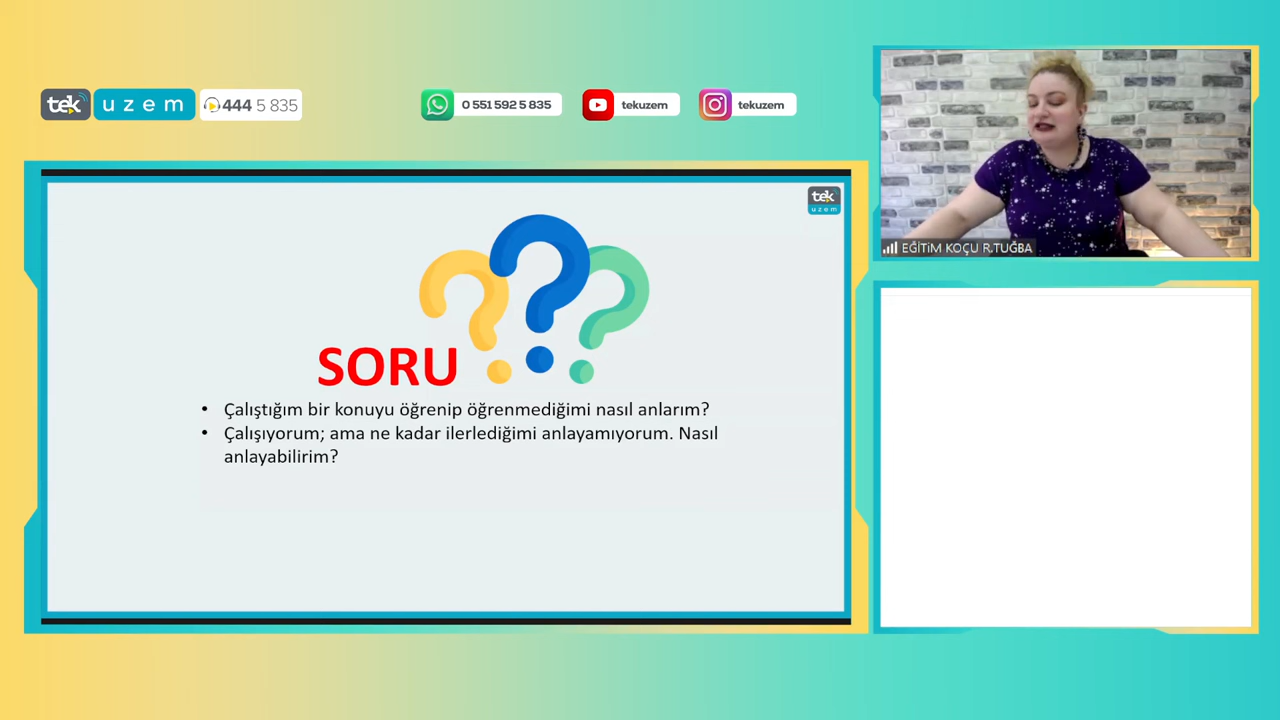 tek uzem 444 5 835
0 551 592 5 835
tekuzem
tekuzem
tek
uzem
EĞİTİM KOÇU R.TUĞBA
SORU
• Çalıştığım bir konuyu öğrenip öğrenmediğimi nasıl anlarım?
• Çalışıyorum; ama ne kadar ilerlediğimi anlayamıyorum. Nasıl
anlayabilirim?